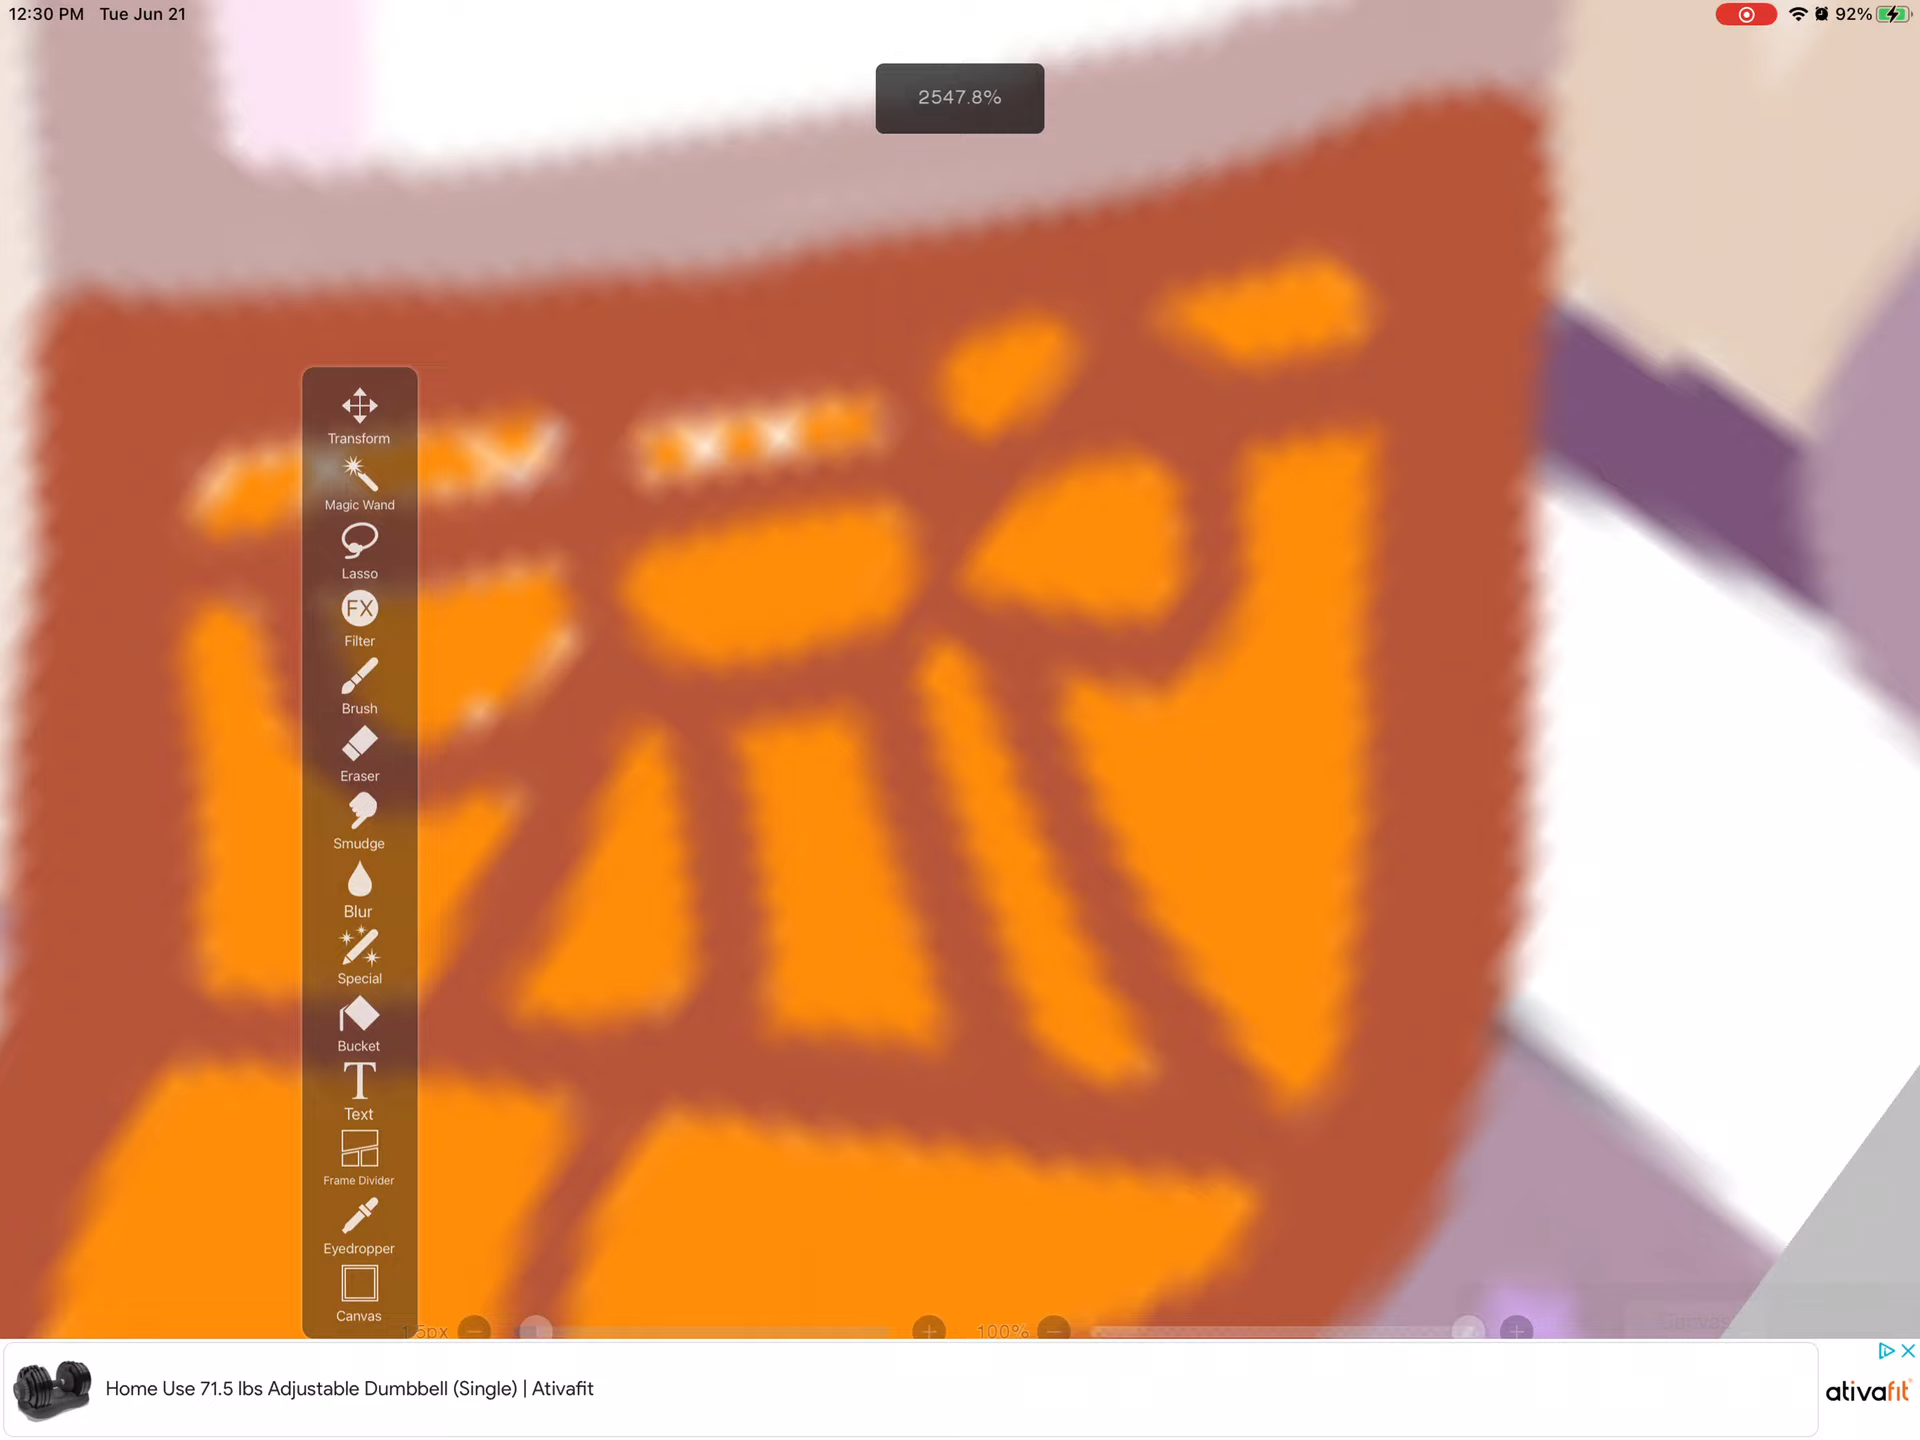 12:30 PM Tue Jun 21
92%
2547.8%
Transform
Magic Wand
Lasso
FX
Filter
Brush
Eraser
Smudge
Blur
Special
Bucket
T
Text
Frame Divider
Eyedropper
Canvas
100%
Canvas
Home Use 71.5 lbs Adjustable Dumbbell (Single) | Ativafit
ativafit